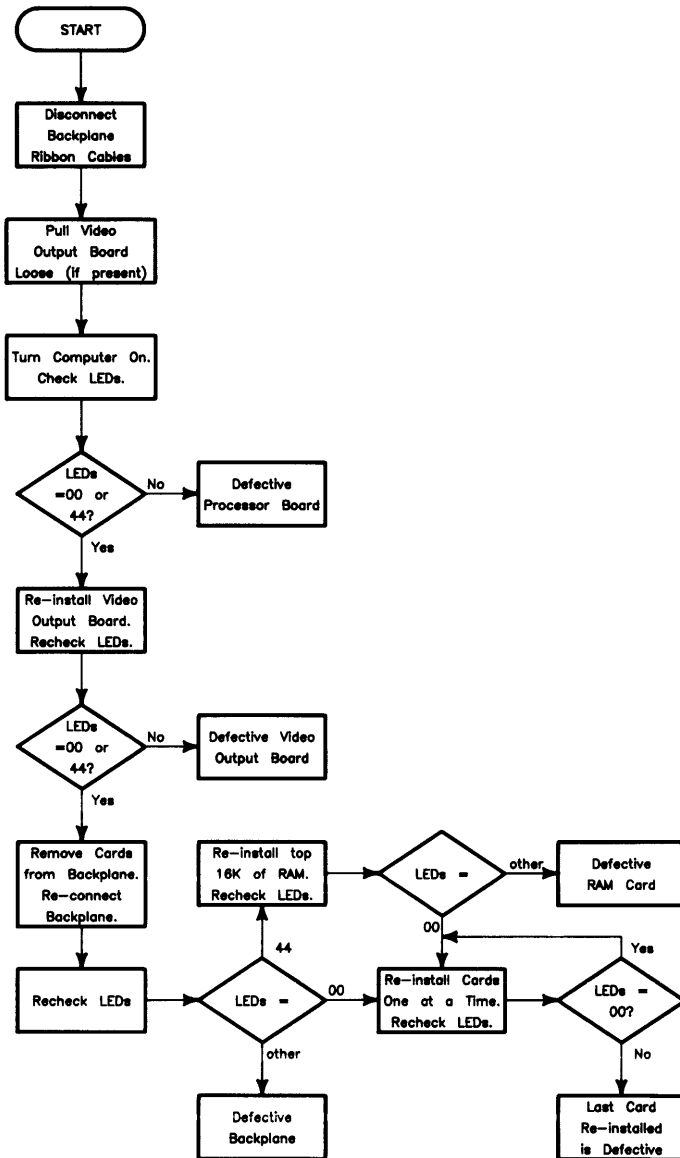 START
Disconnect
Backplane
Ribbon Cables
Pull Video
Output Board
Loose (if present)
Turn Computer On.
Check LEDs.
LEDs
=00 or
44?
No
Defective
Processor Board
Yes
Re-install Video
Output Board.
Recheck LEDs.
LEDs
=00 or
44?
No
Defective Video
Output Board
Yes
Remove Cards
from Backplane.
Re-connect
Backplane.
Recheck LEDs
LEDs =
44
Re-install top
16K of RAM.
Recheck LEDs.
LEDs =
other
Defective
RAM Card
00
00
Re-install Cards
One at a Time.
Recheck LEDs.
LEDs =
00?
Yes
No
Last Card
Re-installed
is Defective
other
Defective
Backplane